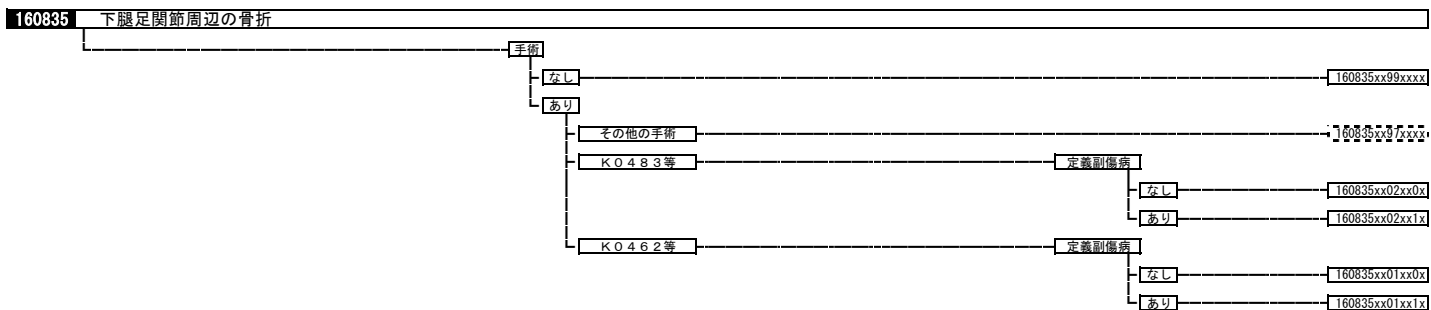 160835 下腿足関節周辺の骨折
手術
なし 160835xx99xxxx
あり
その他の手術 160835xx97xxxx
K0483等 定義副傷病
なし 160835xx02xx0x
あり 160835xx02xx1x
K0462等 定義副傷病
なし 160835xx01xx0x
あり 160835xx01xx1x